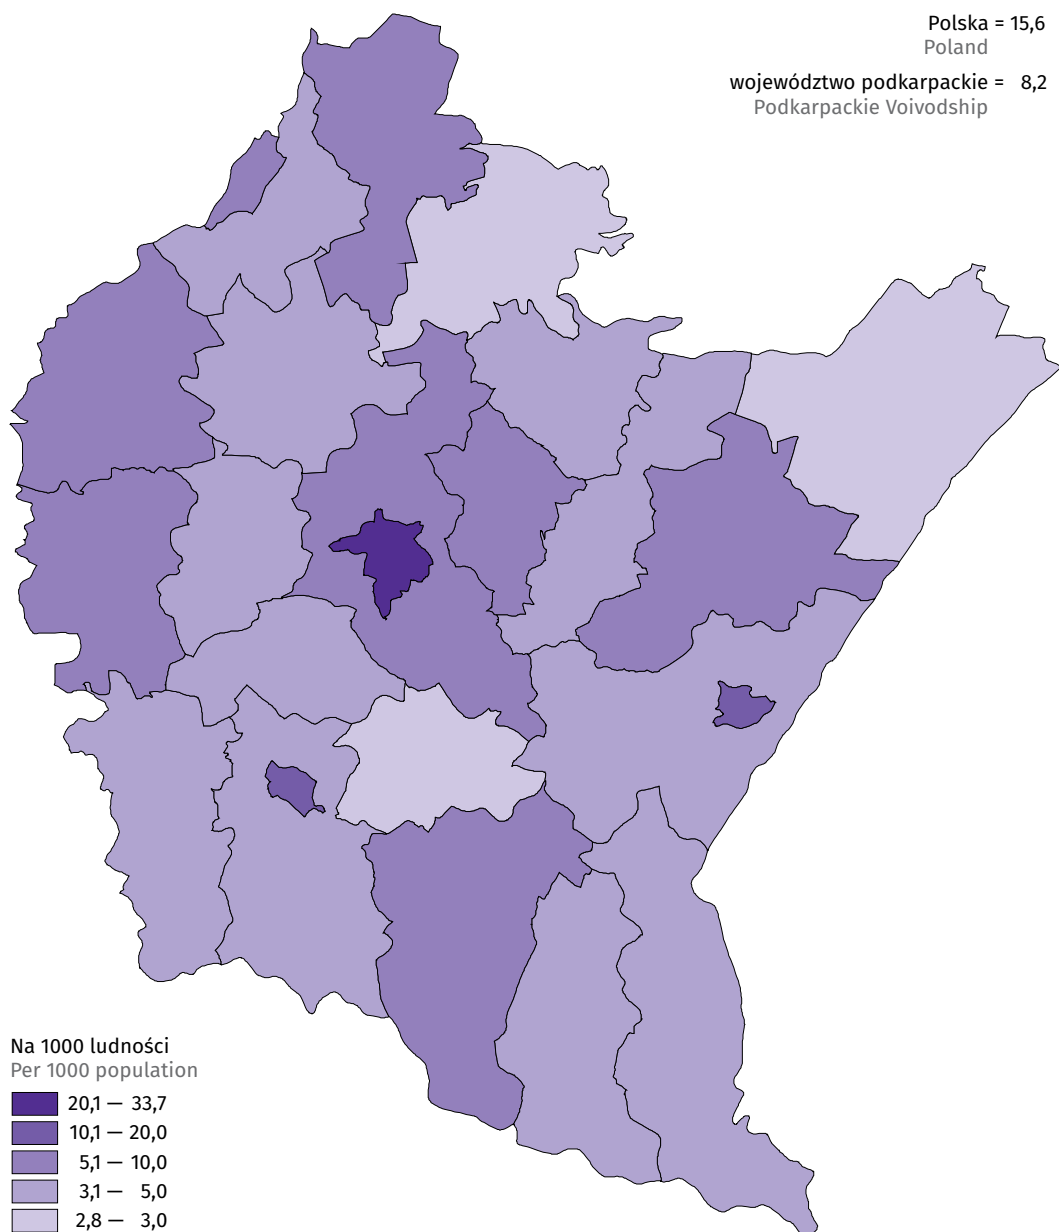 Polska = 15,6
Poland
województwo podkarpackie = 8,2
Podkarpackie Voivodship
Na 1000 ludności
Per 1000 population
20,1 — 33,7
10,1 — 20,0
5,1 — 10,0
3,1 — 5,0
2,8 — 3,0